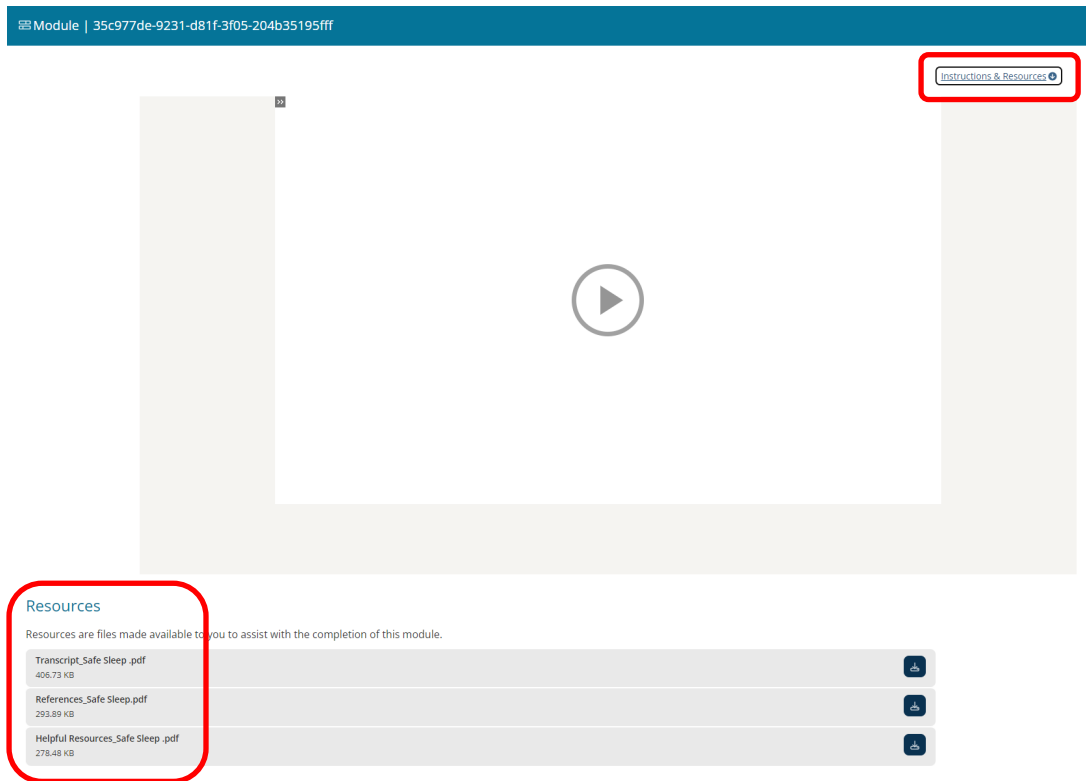 Module | 35c977de-9231-d81f-3f05-204b35195fff
Instructions & Resources
Resources
Resources are files made available to you to assist with the completion of this module.
Transcript_Safe Sleep .pdf
406.73 KB
References_Safe Sleep.pdf
293.89 KB
Helpful Resources_Safe Sleep .pdf
278.48 KB